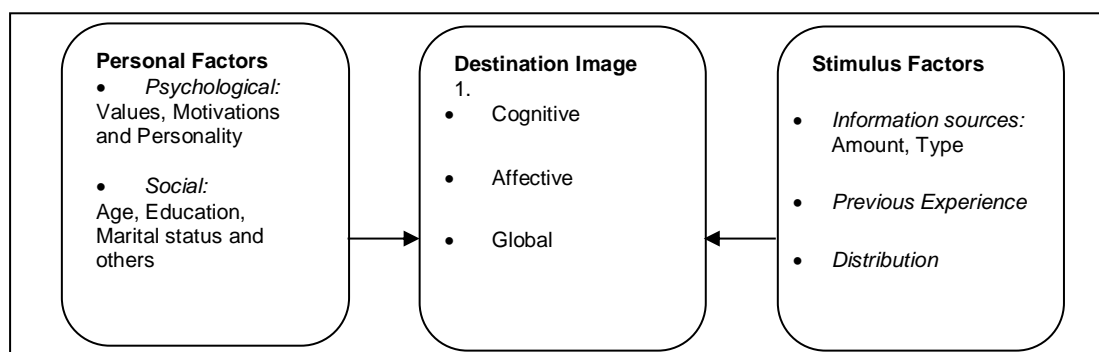 Personal Factors
• Psychological:
Values, Motivations
and Personality
• Social:
Age, Education,
Marital status and
others
Destination Image
1.
• Cognitive
• Affective
• Global
Stimulus Factors
• Information sources:
Amount, Type
• Previous Experience
• Distribution